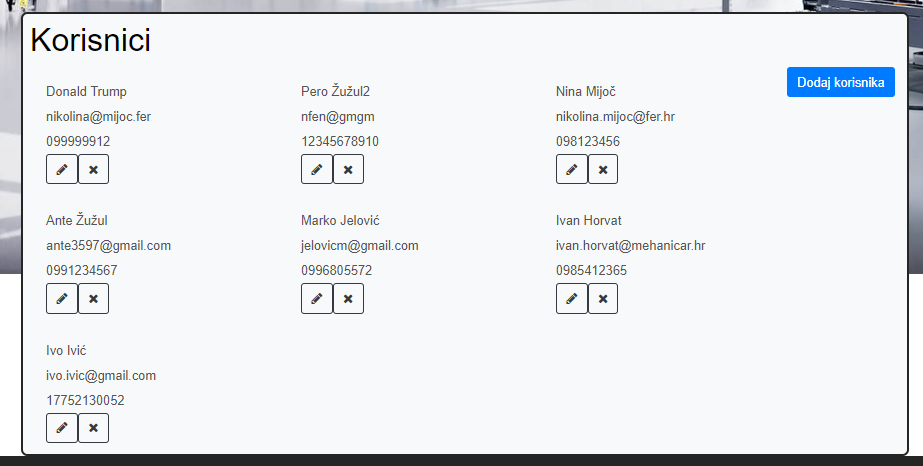 Korisnici
Dodaj korisnika
Donald Trump
nikolina@mijoc.fer
099999912
Pero Žužul2
nfen@gmgm
12345678910
Nina Mijoč
nikolina.mijoc@fer.hr
098123456
Ante Žužul
ante3597@gmail.com
0991234567
Marko Jelović
jelovicm@gmail.com
0996805572
Ivan Horvat
ivan.horvat@mehanicar.hr
0985412365
Ivo Ivić
ivo.ivic@gmail.com
17752130052